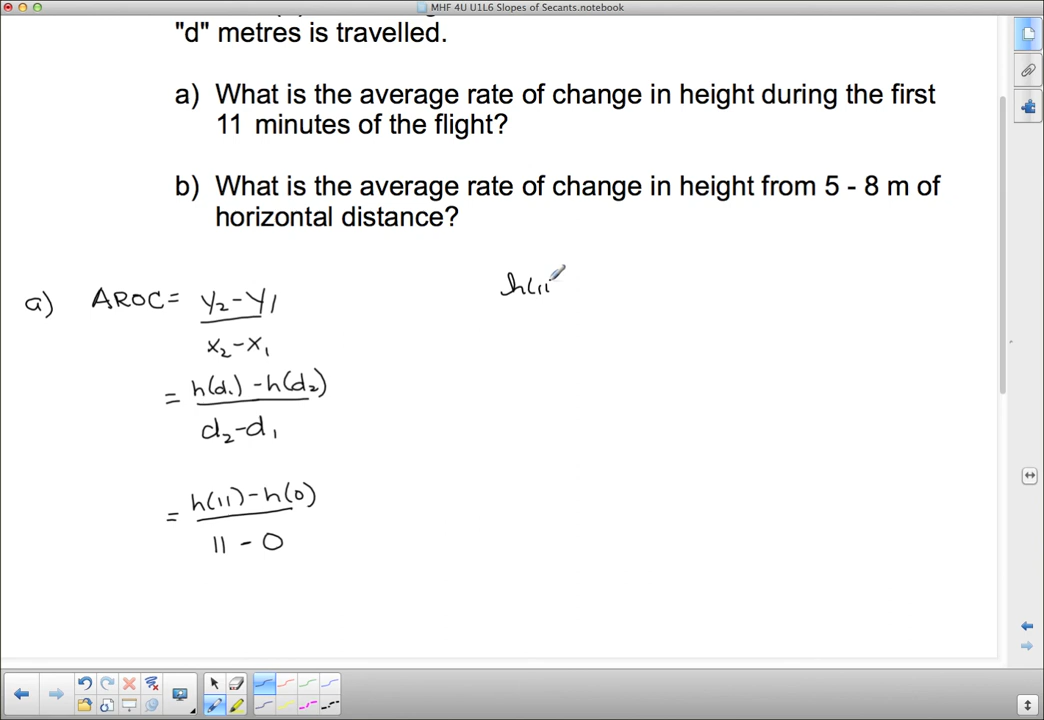 MHF 4U U1L6 Slopes of Secants.notebook
"d" metres is travelled.
a) What is the average rate of change in height during the first
11 minutes of the flight?
b) What is the average rate of change in height from 5 - 8 m of
horizontal distance?
a) AROC = y₂-y₁
x₂-x₁
= h(d₁) - h(d₂)
d₂-d₁
= h(11) - h(0)
11 - 0
h(11